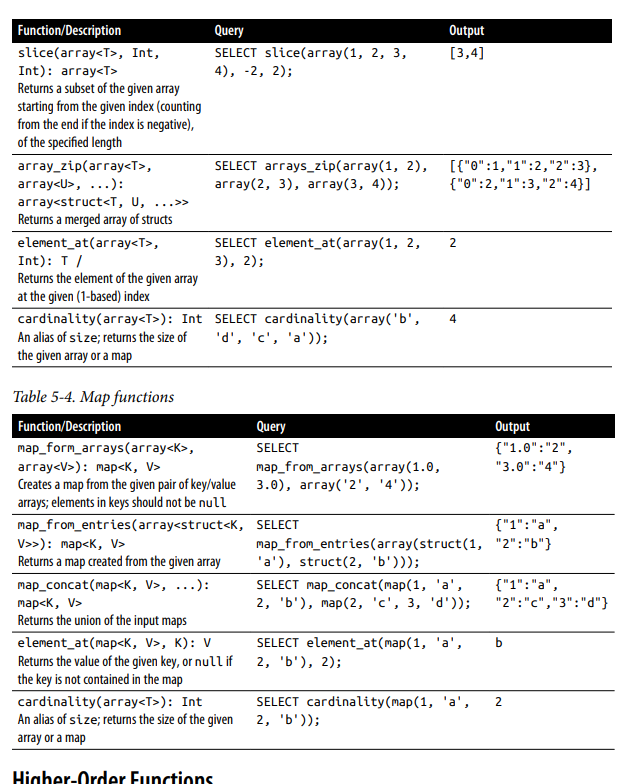 Function/Description Query Output
slice(array<T>, Int, SELECT slice(array(1, 2, 3, [3,4]
Int): array<T> 4), -2, 2);
Returns a subset of the given array
starting from the given index (counting
from the end if the index is negative),
of the specified length
array_zip(array<T>, SELECT arrays_zip(array(1, 2), [{"0":1,"1":2,"2":3},
array<U>, ...): array(2, 3), array(3, 4)); {"0":2,"1":3,"2":4}]
array<struct<T, U, ...>>
Returns a merged array of structs
element_at(array<T>, SELECT element_at(array(1, 2, 2
Int): T / 3), 2);
Returns the element of the given array
at the given (1-based) index
cardinality(array<T>): Int SELECT cardinality(array('b', 4
An alias of size; returns the size of 'd', 'c', 'a'));
the given array or a map
Table 5-4. Map functions
Function/Description Query Output
map_form_arrays(array<K>, SELECT {"1.0":"2",
array<V>): map<K, V> map_from_arrays(array(1.0, "3.0":"4"}
Creates a map from the given pair of key/value 3.0), array('2', '4'));
arrays; elements in keys should not be null
map_from_entries(array<struct<K, SELECT {"1":"a",
V>>): map<K, V> map_from_entries(array(struct(1, "2":"b"}
Returns a map created from the given array 'a'), struct(2, 'b')));
map_concat(map<K, V>, ...): SELECT map_concat(map(1, 'a', {"1":"a",
map<K, V> 2, 'b'), map(2, 'c', 3, 'd')); "2":"c","3":"d"}
Returns the union of the input maps
element_at(map<K, V>, K): V SELECT element_at(map(1, 'a', b
Returns the value of the given key, or null if 2, 'b'), 2);
the key is not contained in the map
cardinality(array<T>): Int SELECT cardinality(map(1, 'a', 2
An alias of size; returns the size of the given 2, 'b'));
array or a map
Higher-Order Functions